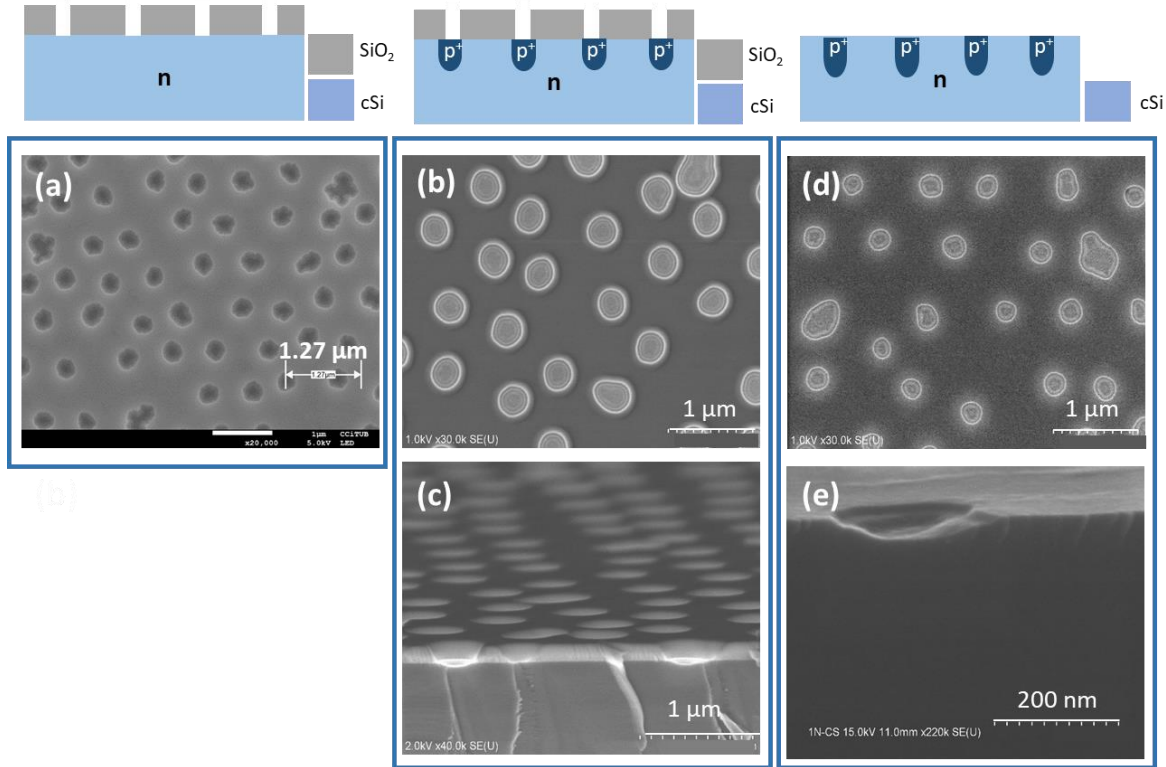 SiO₂
n
cSi
p⁺ p⁺ p⁺ p⁺
SiO₂
n
cSi
p⁺ p⁺ p⁺ p⁺
n
cSi
(a)
1.27 µm
1.27µm
1µm CCiTUB
x20,000 5.0kV LED
(b)
1 µm
1.0kV x30.0k SE(U)
(c)
1 µm
2.0kV x40.0k SE(U)
(d)
1 µm
1.0kV x30.0k SE(U)
(e)
200 nm
1N-CS 15.0kV 11.0mm x220k SE(U)
(b)